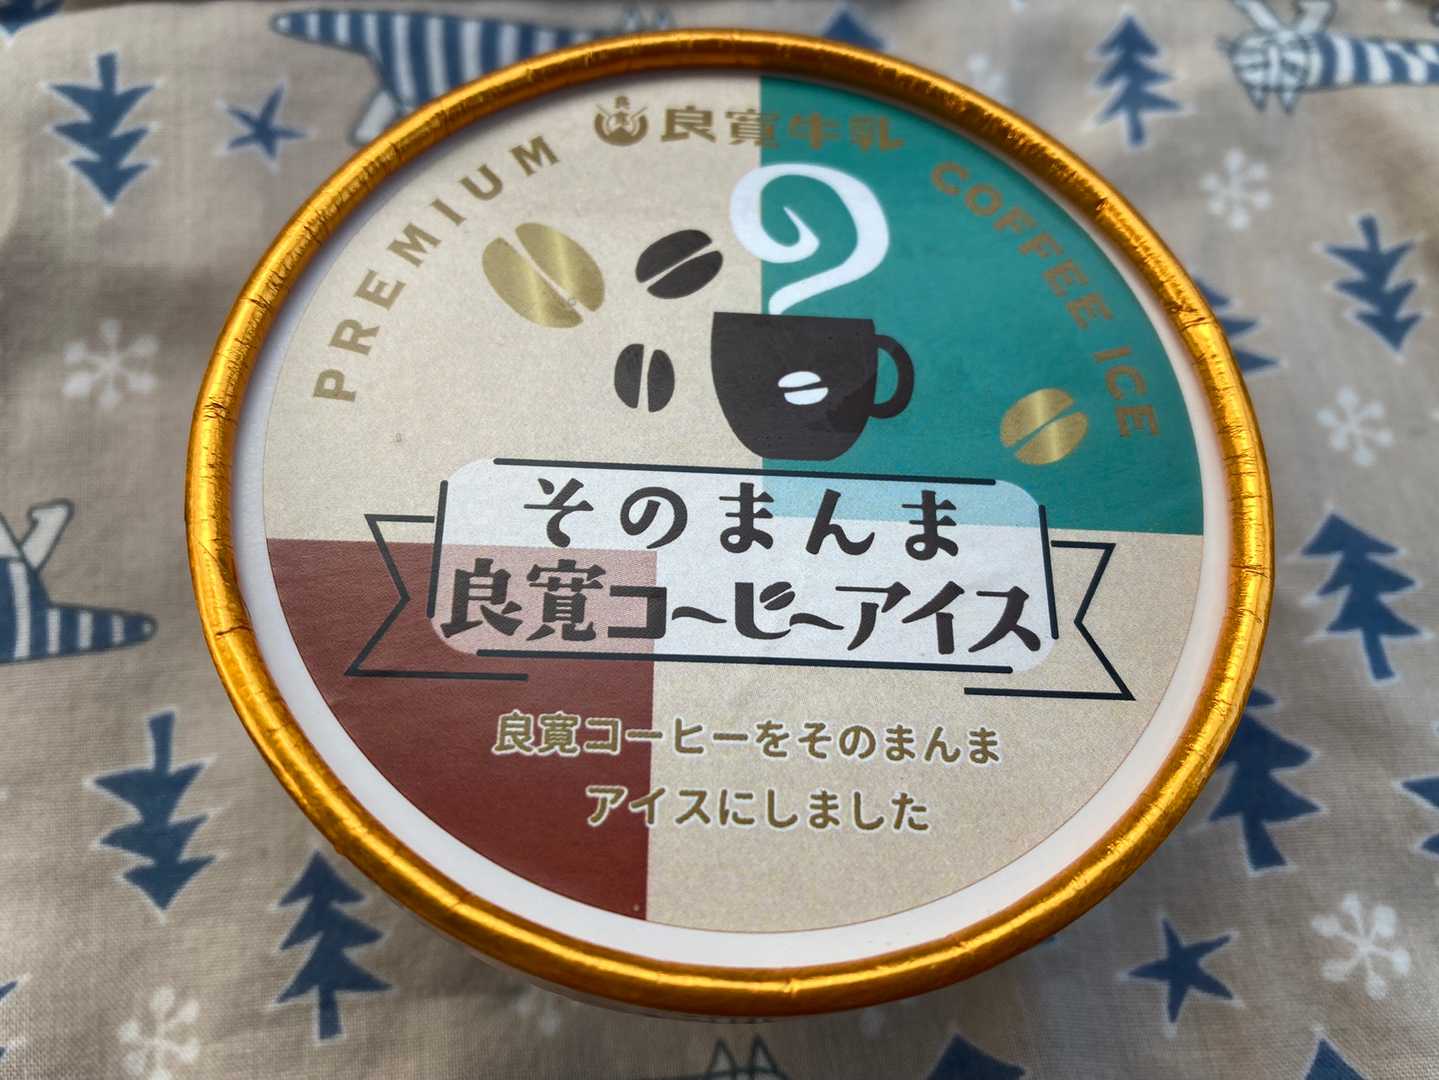 良寛牛乳
PREMIUM
COFFEE ICE
そのまんま
良寛コーヒーアイス
良寛コーヒーをそのまんま
アイスにしました